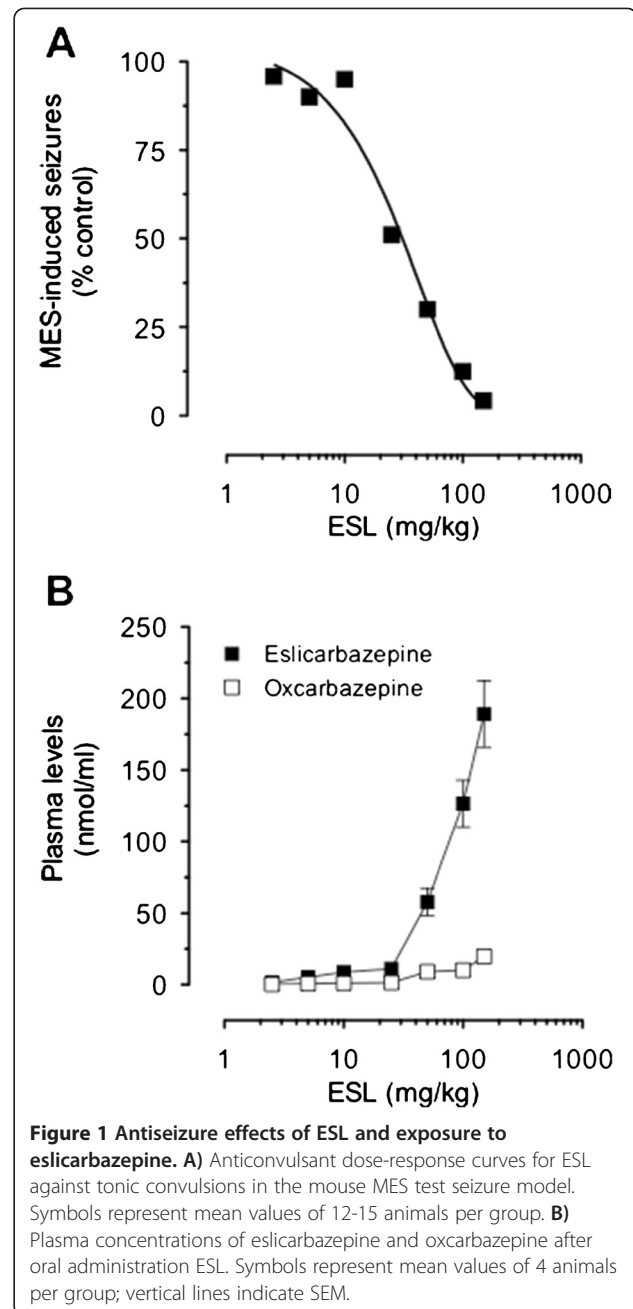 A
MES-induced seizures
(% control)
100
75
50
25
0
1 10 100 1000
ESL (mg/kg)
B
Plasma levels
(nmol/ml)
250
200
150
100
50
0
Eslicarbazepine
Oxcarbazepine
1 10 100 1000
ESL (mg/kg)
Figure 1 Antiseizure effects of ESL and exposure to
eslicarbazepine. A) Anticonvulsant dose-response curves for ESL
against tonic convulsions in the mouse MES test seizure model.
Symbols represent mean values of 12-15 animals per group. B)
Plasma concentrations of eslicarbazepine and oxcarbazepine after
oral administration ESL. Symbols represent mean values of 4 animals
per group; vertical lines indicate SEM.